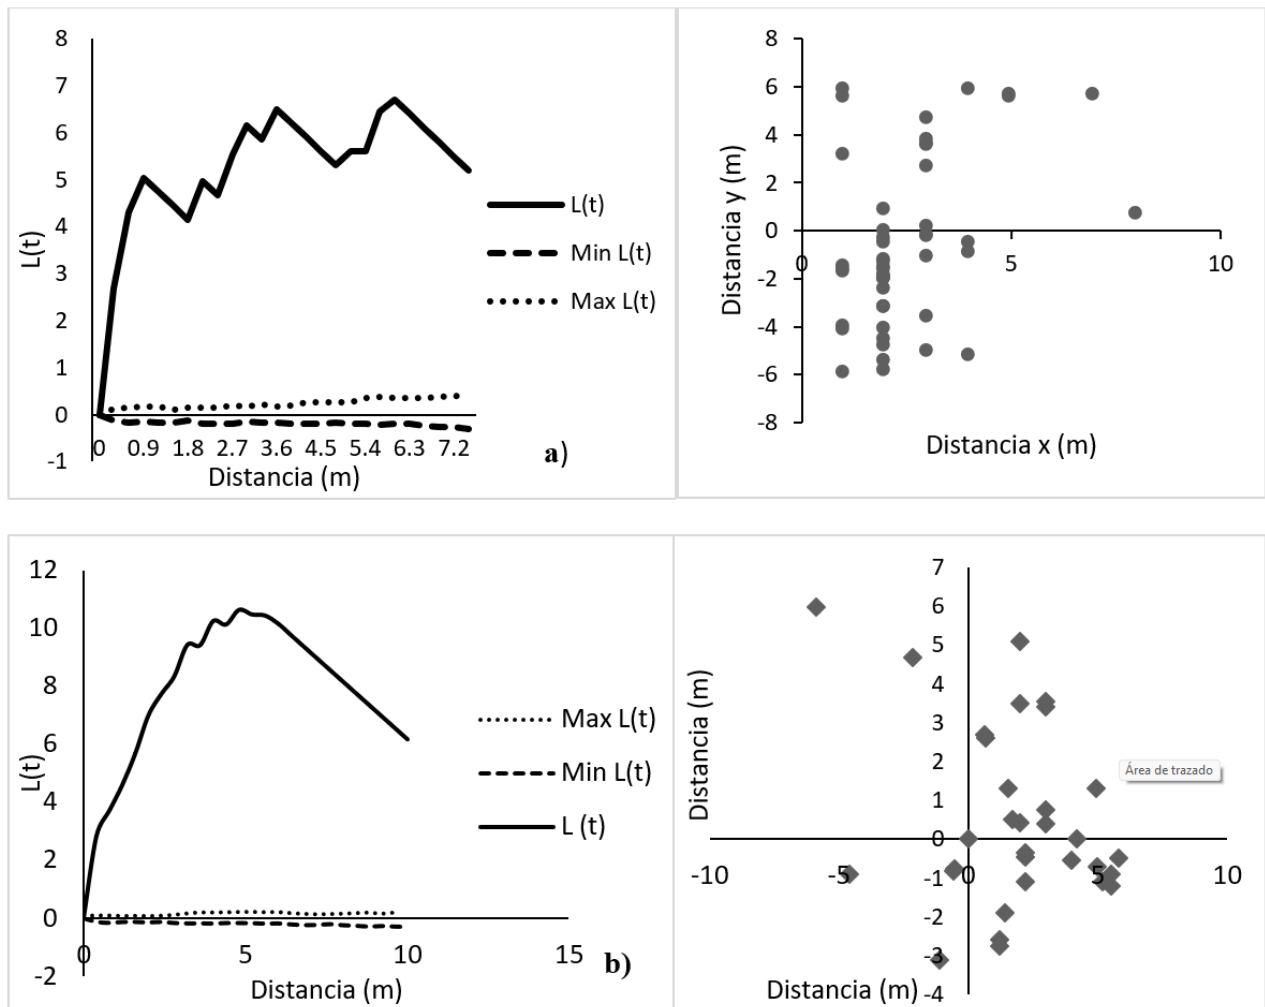 8
7
6
5
4
3
2
1
0
-1
L(t)
0 0.9 1.8 2.7 3.6 4.5 5.4 6.3 7.2
Distancia (m)
L(t)
Min L(t)
Max L(t)
a)
8
6
4
2
0
-2
-4
-6
-8
Distancia y (m)
0 5 10
Distancia x (m)
12
10
8
6
4
2
0
-2
L(t)
0 5 10 15
Distancia (m)
Max L(t)
Min L(t)
L (t)
b)
7
6
5
4
3
2
1
0
-1
-2
-3
-4
Distancia (m)
-10 -5 0 5 10
Distancia (m)
Área de trazado